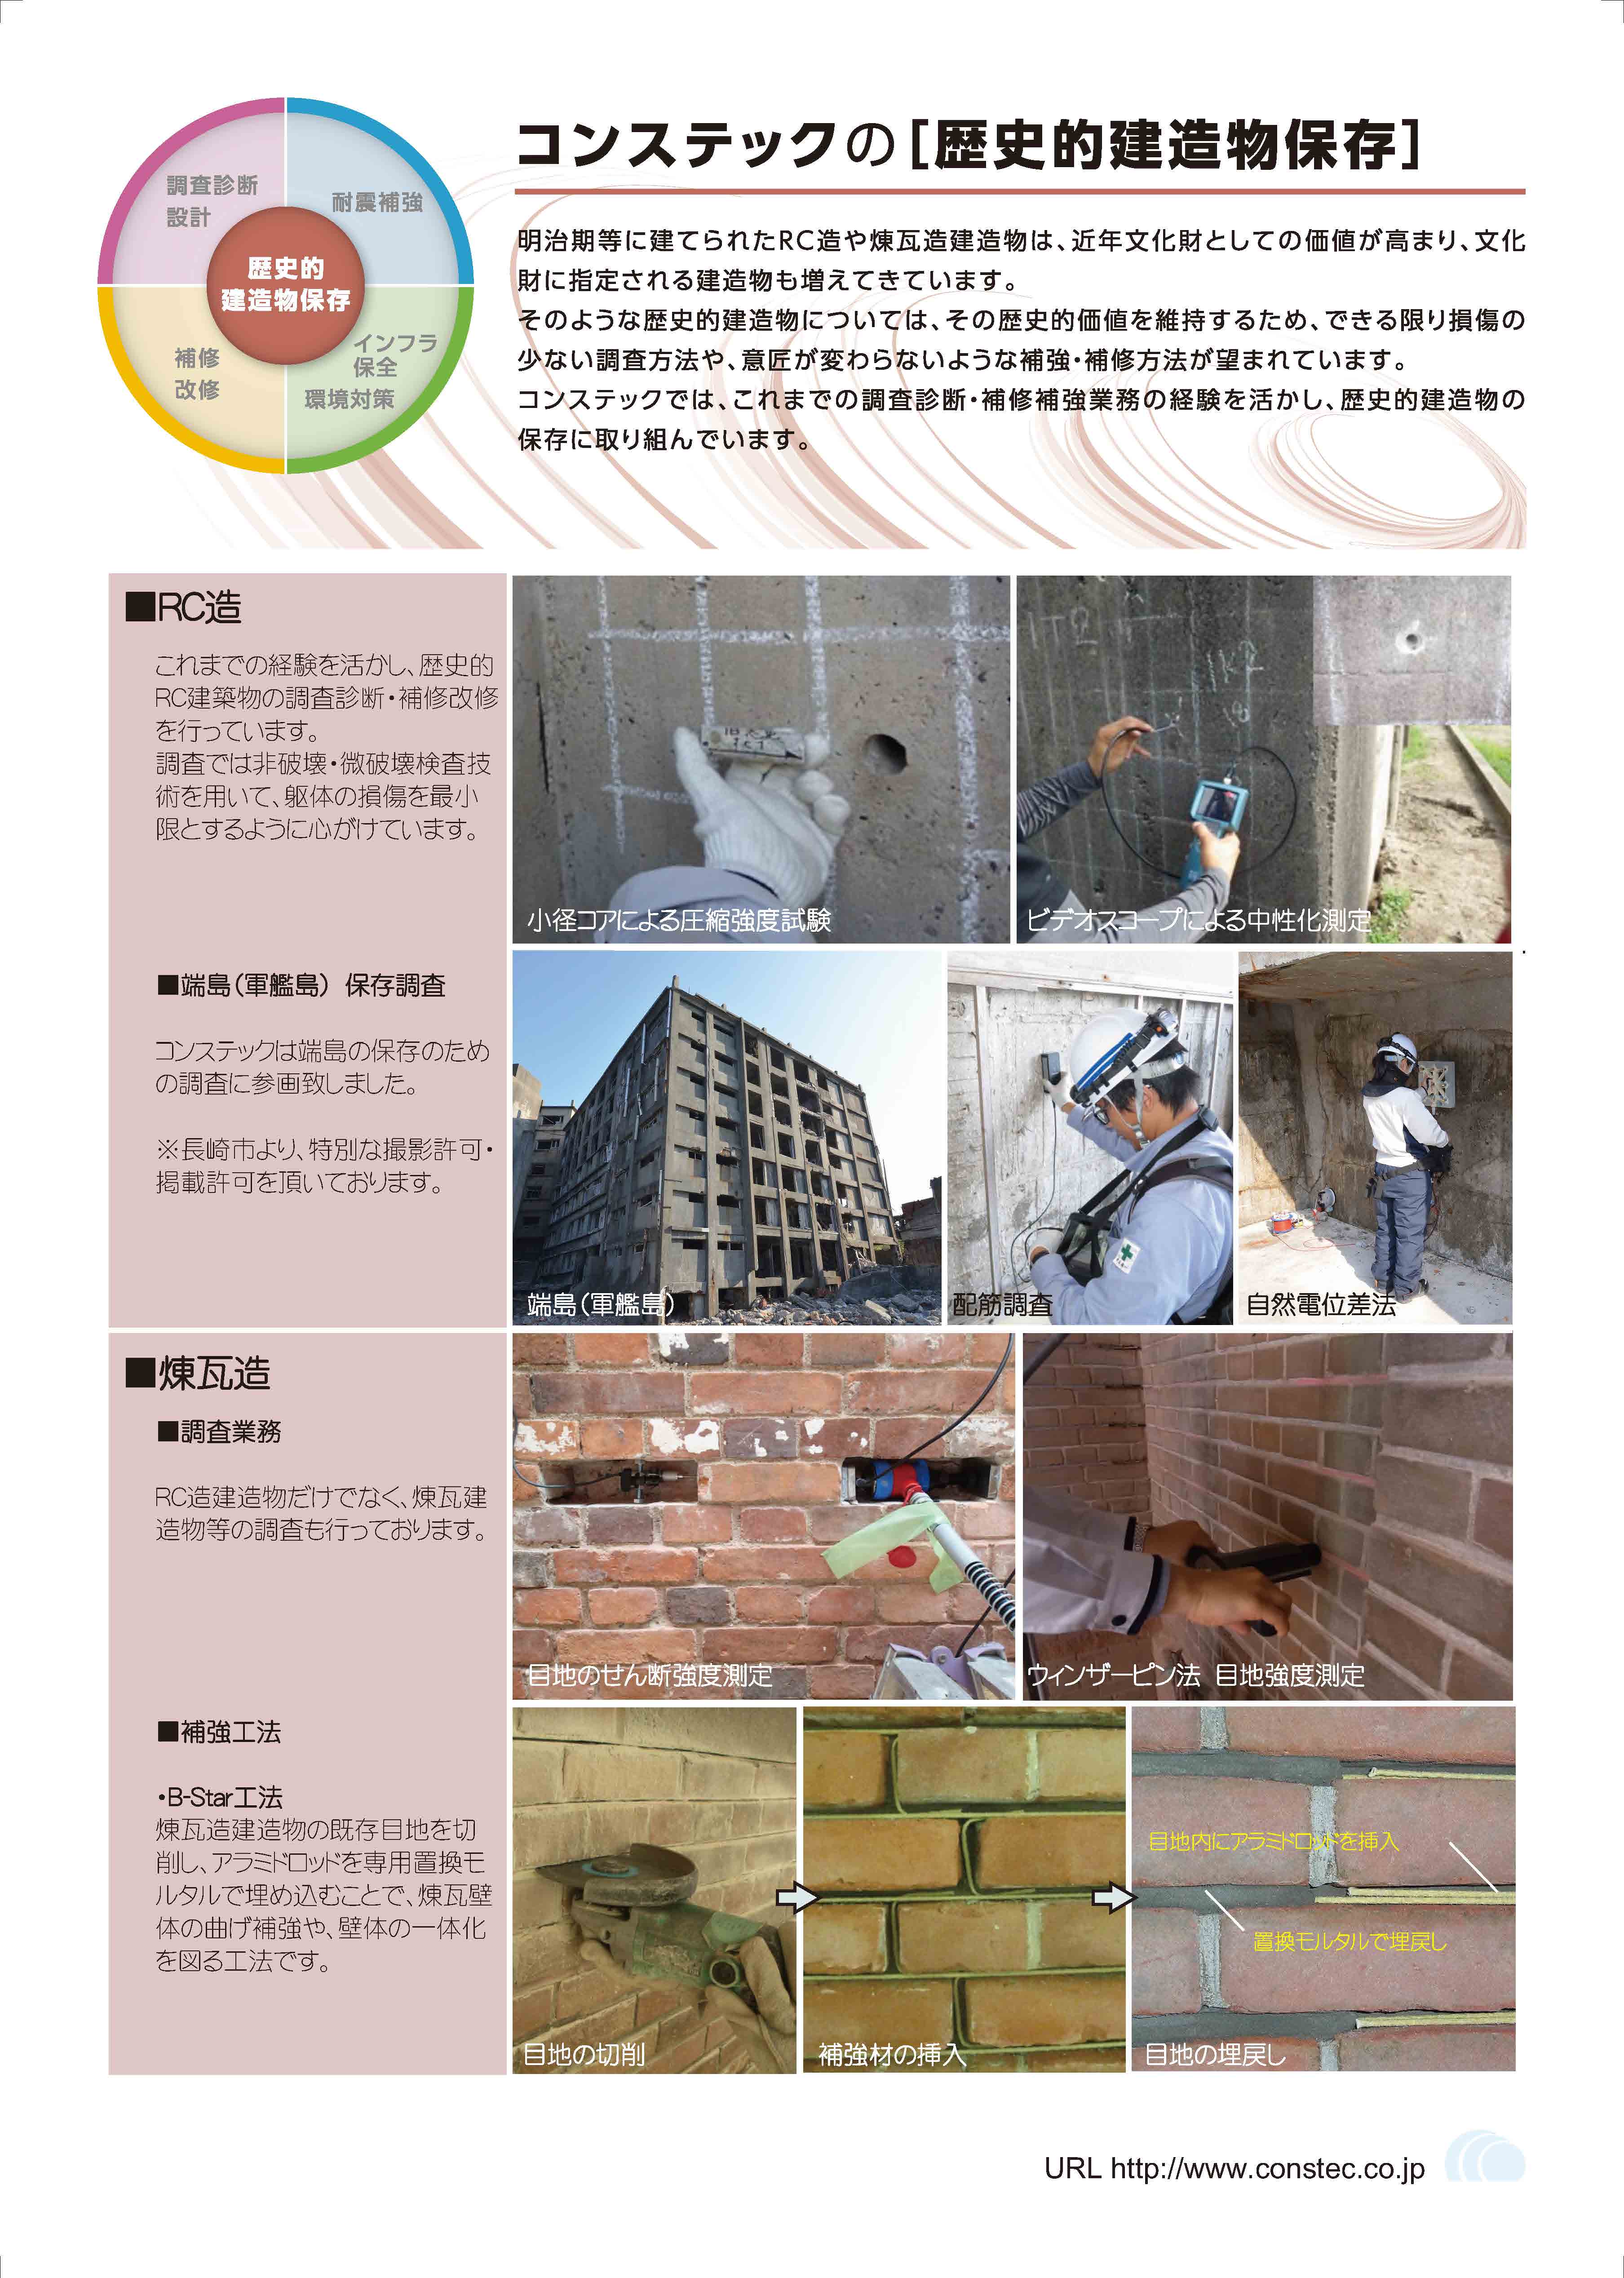 調査診断
設計
耐震補強
歴史的
建造物保存
補修
改修
インフラ
保全
環境対策
コンステックの[歴史的建造物保存]
明治期等に建てられたRC造や煉瓦造建造物は、近年文化財としての価値が高まり、文化
財に指定される建造物も増えてきています。
そのような歴史的建造物については、その歴史的価値を維持するため、できる限り損傷の
少ない調査方法や、意匠が変わらないような補強・補修方法が望まれています。
コンステックでは、これまでの調査診断・補修補強業務の経験を活かし、歴史的建造物の
保存に取り組んでいます。
■RC造
これまでの経験を活かし、歴史的
RC建築物の調査診断・補修改修
を行っています。
調査では非破壊・微破壊検査技
術を用いて、躯体の損傷を最小
限とするように心がけています。
小径コアによる圧縮強度試験
ビデオスコープによる中性化測定
■端島(軍艦島) 保存調査
コンステックは端島の保存のため
の調査に参画致しました。
※長崎市より、特別な撮影許可・
掲載許可を頂いております。
端島(軍艦島)
配筋調査
自然電位差法
■煉瓦造
■調査業務
RC造建造物だけでなく、煉瓦建
造物等の調査も行っております。
目地のせん断強度測定
ウィンザーピン法 目地強度測定
■補強工法
・B-Star工法
煉瓦造建造物の既存目地を切
削し、アラミドロッドを専用置換モ
ルタルで埋め込むことで、煉瓦壁
体の曲げ補強や、壁体の一体化
を図る工法です。
目地の切削
補強材の挿入
目地内にアラミドロッドを挿入
置換モルタルで埋戻し
目地の埋戻し
URL http://www.constec.co.jp